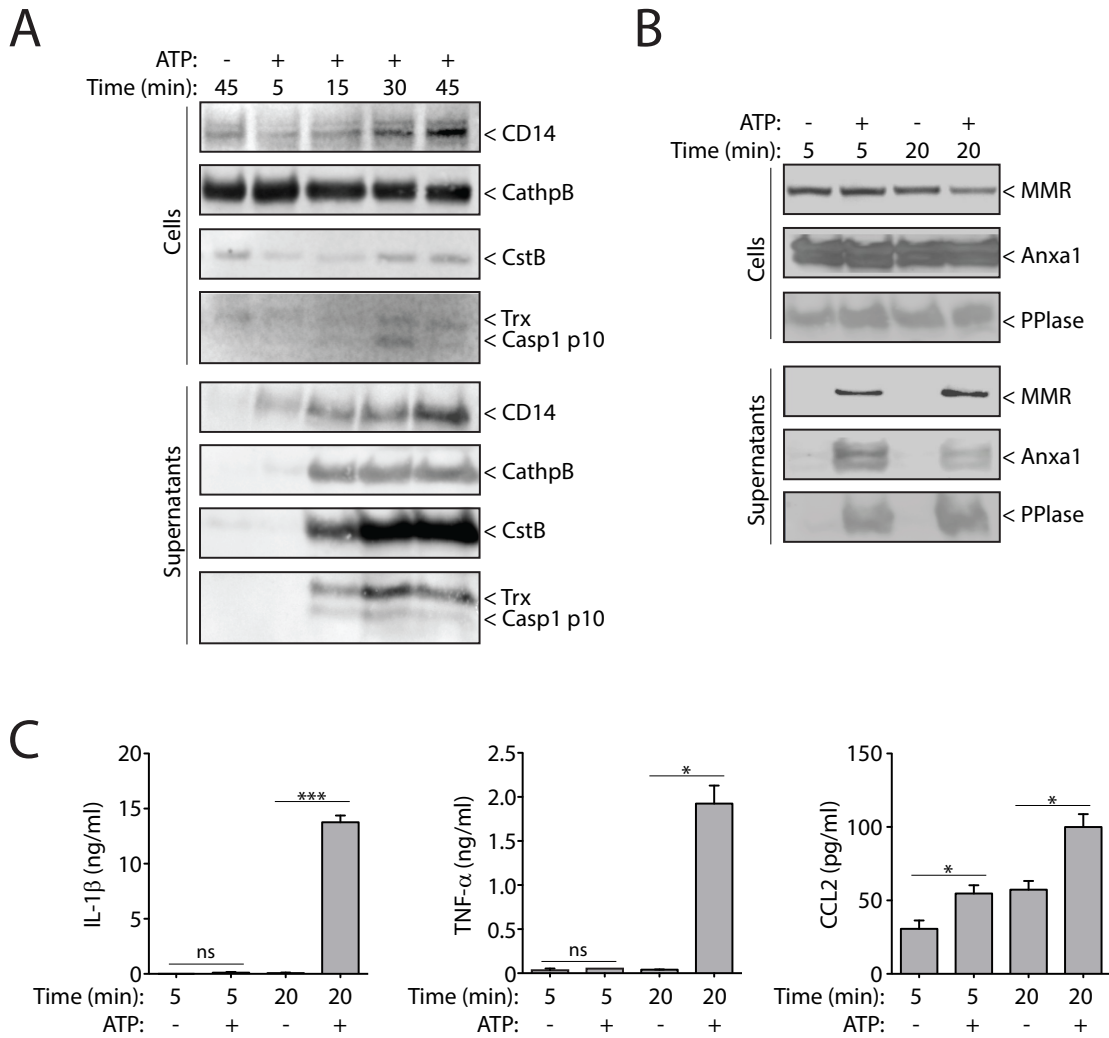 A
ATP: - + + + +
Time (min): 45 5 15 30 45
Cells
< CD14
< CathpB
< CstB
< Trx
< Casp1 p10
Supernatants
< CD14
< CathpB
< CstB
< Trx
< Casp1 p10
B
ATP: - + - +
Time (min): 5 5 20 20
Cells
< MMR
< Anxa1
< PPIase
Supernatants
< MMR
< Anxa1
< PPIase
C
IL-1β (ng/ml)
20
15
10
5
0
ns
***
Time (min): 5 5 20 20
ATP: - + - +
TNF-α (ng/ml)
2.5
2.0
1.5
1.0
0.5
0
ns
*
Time (min): 5 5 20 20
ATP: - + - +
CCL2 (pg/ml)
150
100
50
0
*
*
Time (min): 5 5 20 20
ATP: - + - +